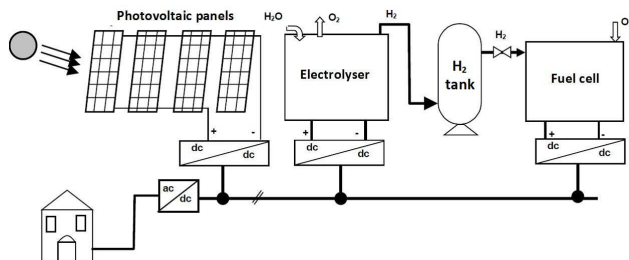 Photovoltaic panels
H₂O
O₂
H₂
H₂
O
Electrolyser
H₂
tank
Fuel cell
+ -
+ -
+ -
dc
dc
dc
dc
dc
dc
ac
dc